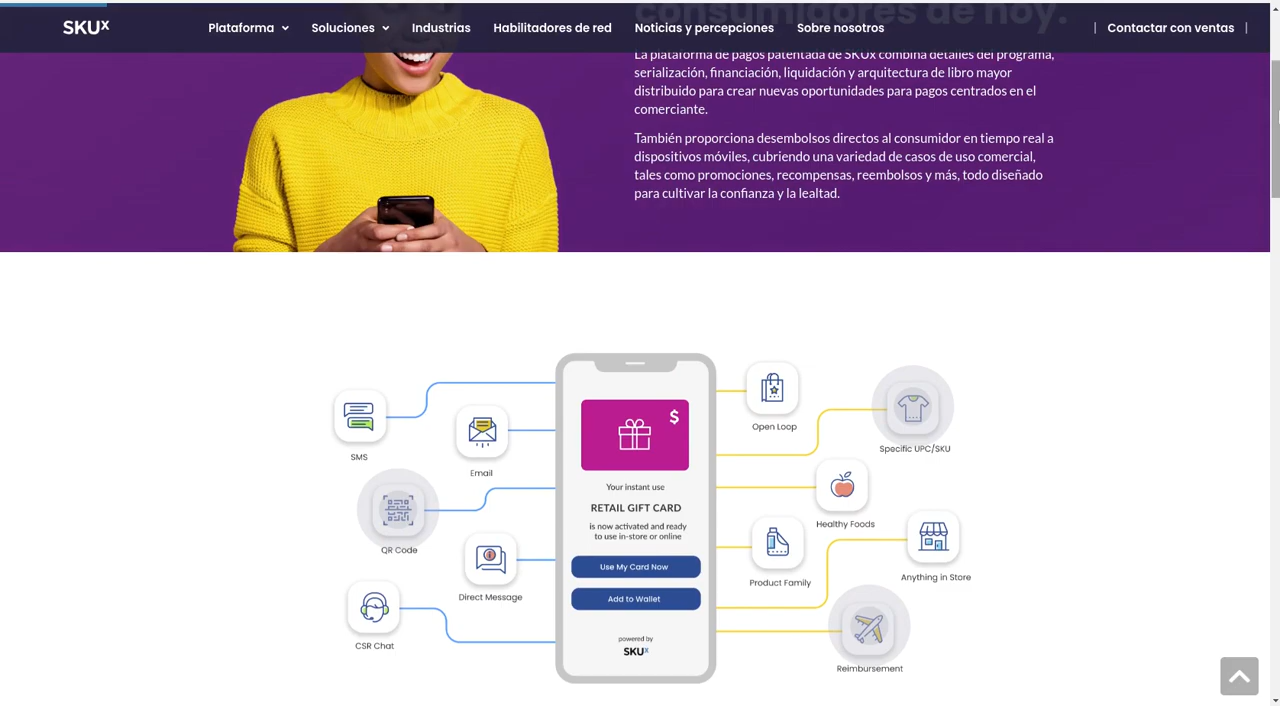 consumidores de hoy.
SKUx
Plataforma
Soluciones
Industrias
Habilitadores de red
Noticias y percepciones
Sobre nosotros
| Contactar con ventas |
La plataforma de pagos patentada de SKUx combina detalles del programa,
serialización, financiación, liquidación y arquitectura de libro mayor
distribuido para crear nuevas oportunidades para pagos centrados en el
comerciante.
También proporciona desembolsos directos al consumidor en tiempo real a
dispositivos móviles, cubriendo una variedad de casos de uso comercial,
tales como promociones, recompensas, reembolsos y más, todo diseñado
para cultivar la confianza y la lealtad.
SMS
Email
QR Code
Direct Message
CSR Chat
$
Your instant use
RETAIL GIFT CARD
is now activated and ready
to use in-store or online
Use My Card Now
Add to Wallet
powered by
SKUx
Open Loop
Specific UPC/SKU
Healthy Foods
Product Family
Anything in Store
Reimbursement